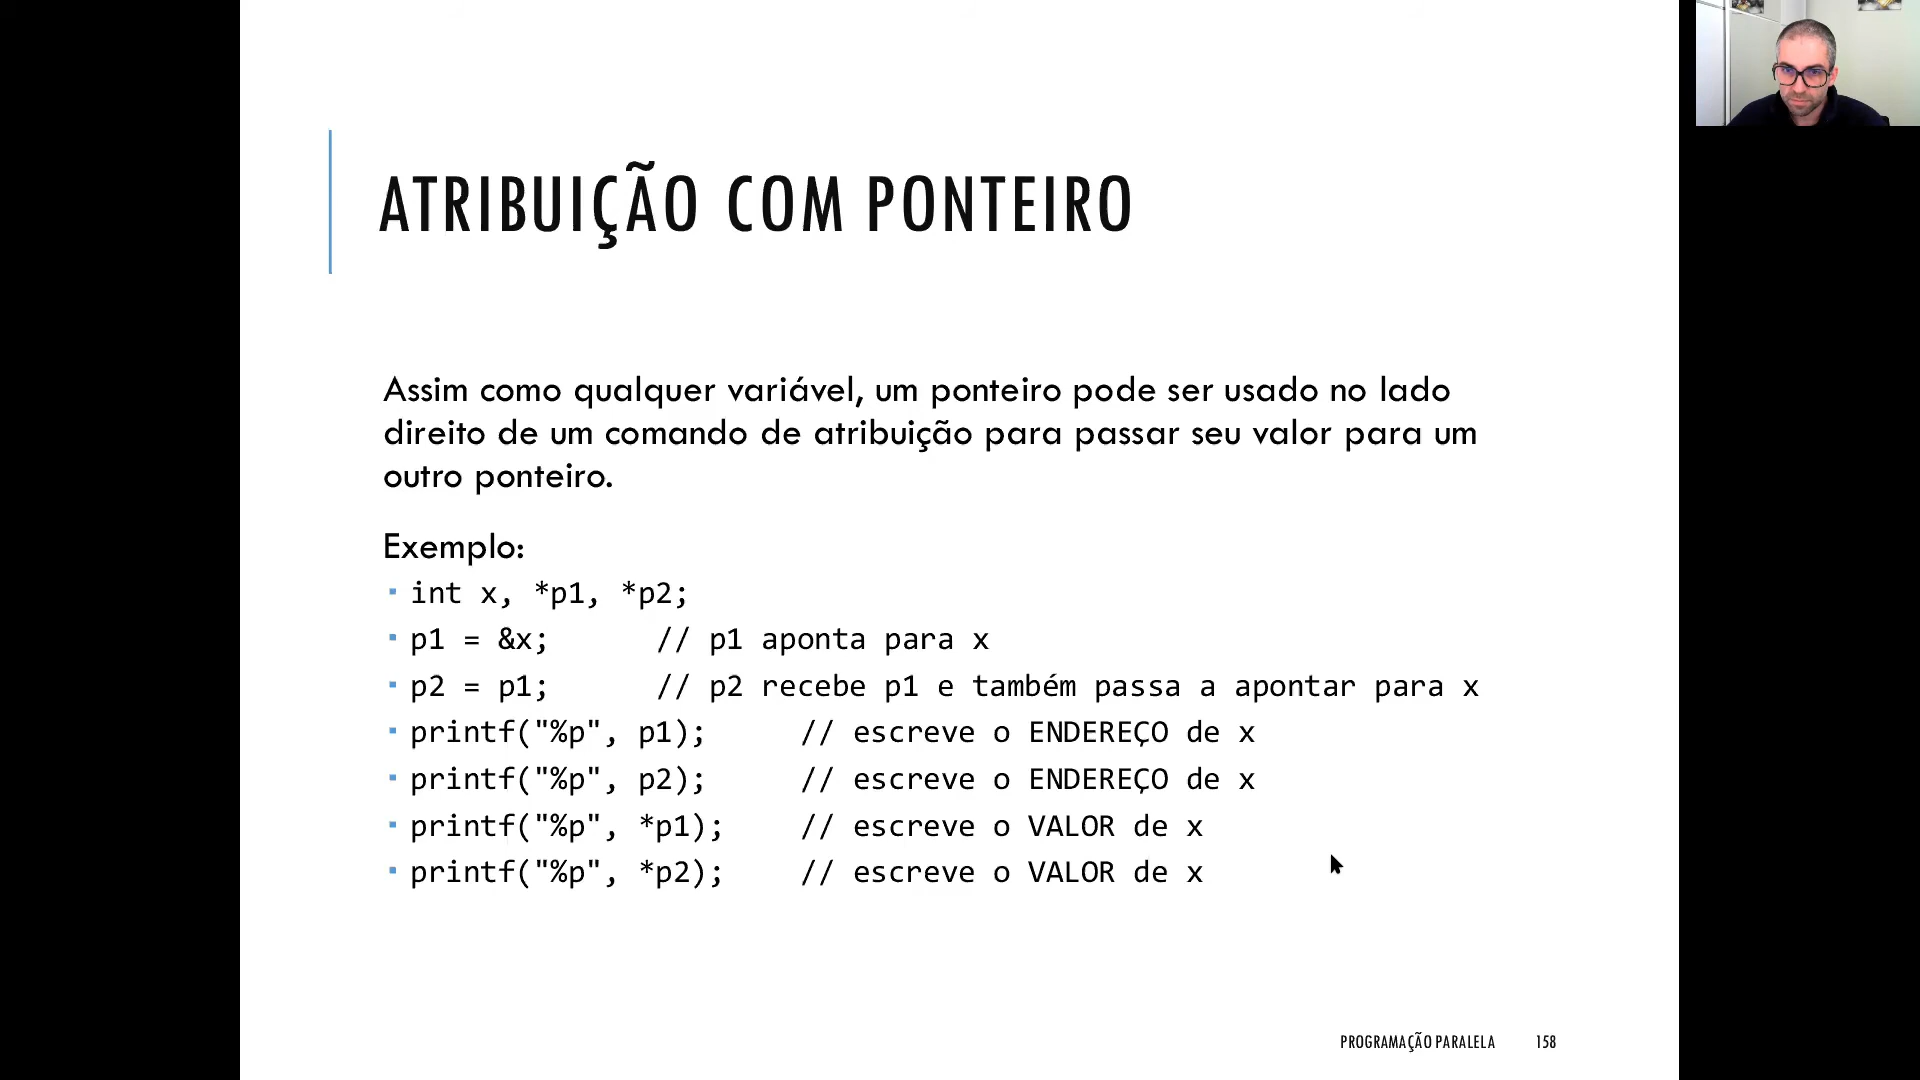 ATRIBUIÇÃO COM PONTEIRO
Assim como qualquer variável, um ponteiro pode ser usado no lado
direito de um comando de atribuição para passar seu valor para um
outro ponteiro.
Exemplo:
▪ int x, *p1, *p2;
▪ p1 = &x; // p1 aponta para x
▪ p2 = p1; // p2 recebe p1 e também passa a apontar para x
▪ printf("%p", p1); // escreve o ENDEREÇO de x
▪ printf("%p", p2); // escreve o ENDEREÇO de x
▪ printf("%p", *p1); // escreve o VALOR de x
▪ printf("%p", *p2); // escreve o VALOR de x
PROGRAMAÇÃO PARALELA 158